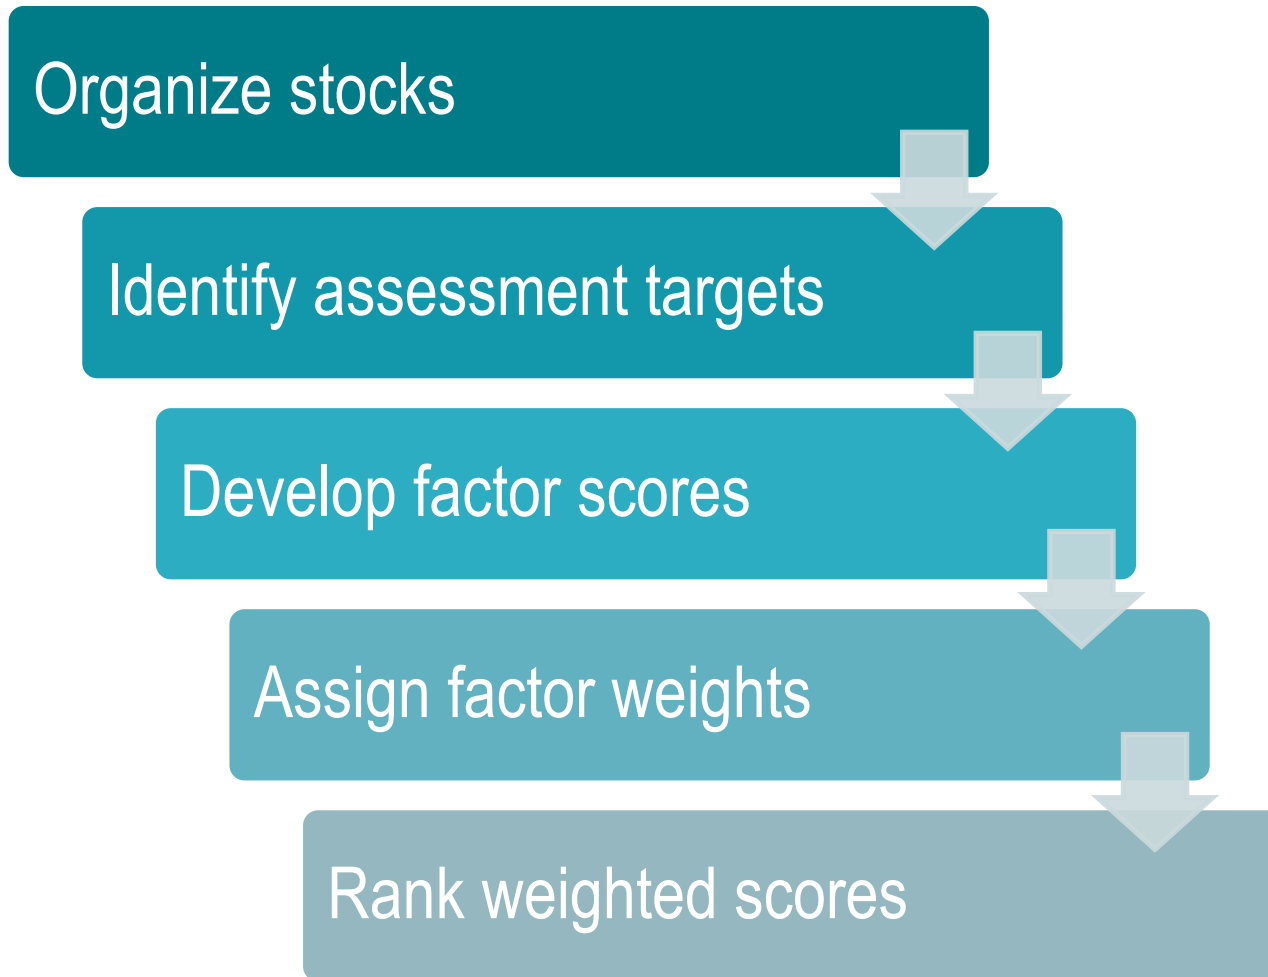 Organize stocks
Identify assessment targets
Develop factor scores
Assign factor weights
Rank weighted scores